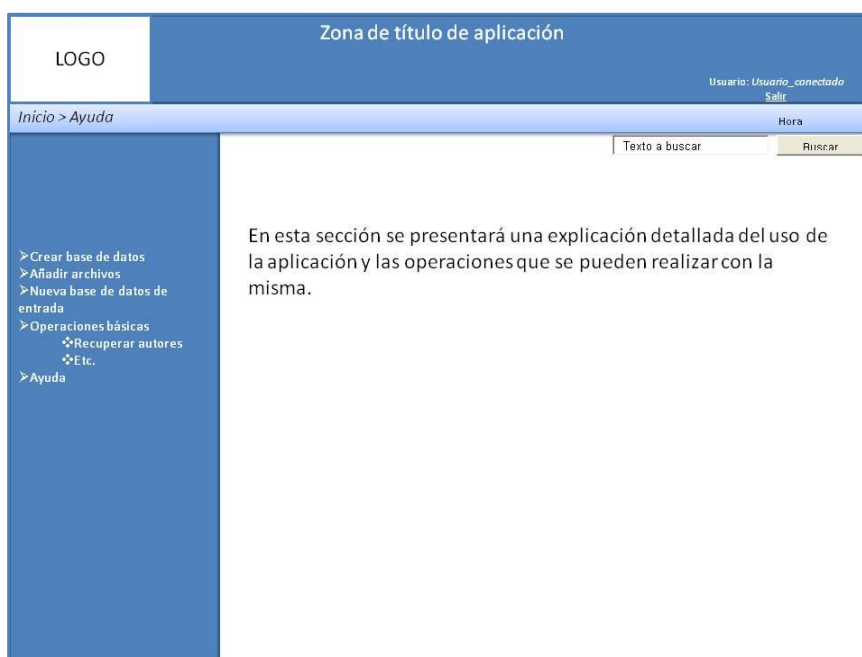 LOGO
Zona de título de aplicación
Usuario: Usuario_conectado
Salir
Inicio > Ayuda
Hora
Texto a buscar
Buscar
➢Crear base de datos
➢Añadir archivos
➢Nueva base de datos de
entrada
➢Operaciones básicas
❖Recuperar autores
❖Etc.
➢Ayuda
En esta sección se presentará una explicación detallada del uso de
la aplicación y las operaciones que se pueden realizar con la
misma.